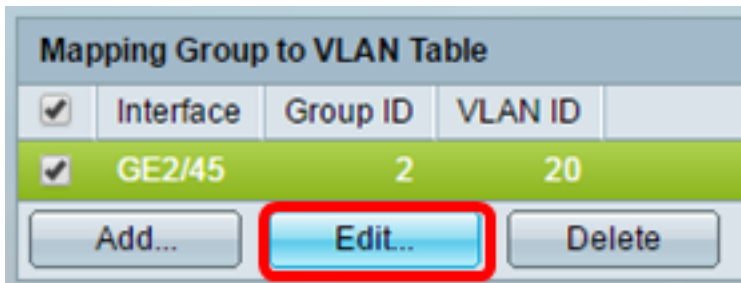 Mapping Group to VLAN Table
Interface Group ID VLAN ID
GE2/45 2 20
Add... Edit... Delete